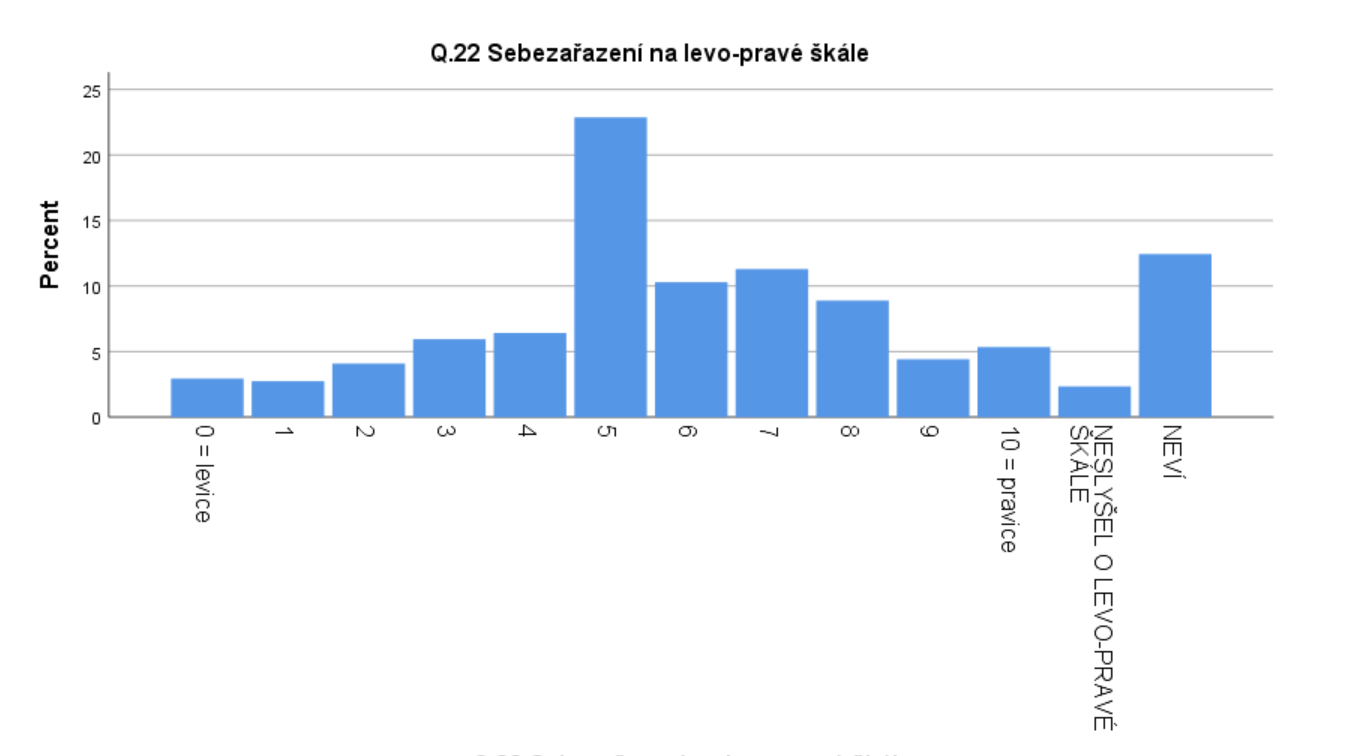 Q.22 Sebezařazení na levo-pravé škále
Percent
25
20
15
10
5
0
0 = levice
1
2
3
4
5
6
7
8
9
10 = pravice
NESLYŠEL O LEVO-PRAVÉ
ŠKÁLE
NEVÍ